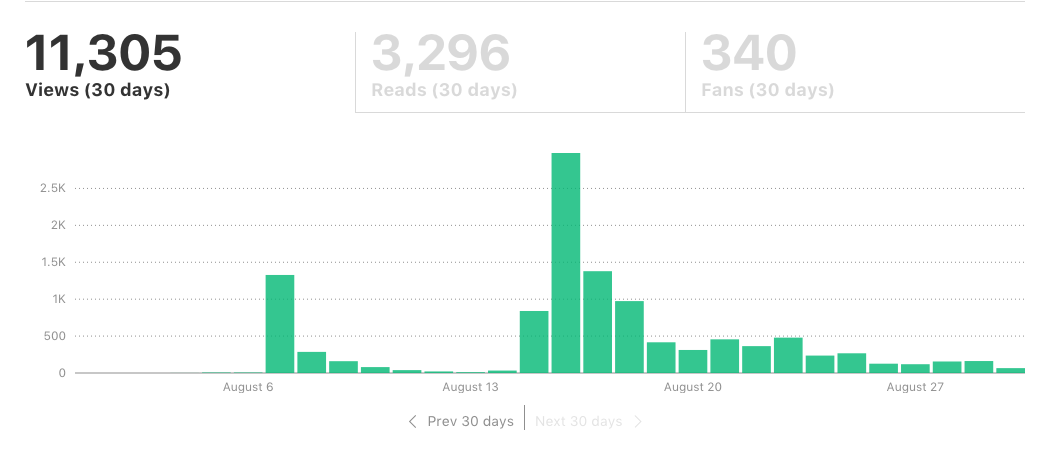 11,305 3,296 340
Views (30 days) Reads (30 days) Fans (30 days)
2.5K
2K
1.5K
1K
500
0
August 6 August 13 August 20 August 27
Prev 30 days Next 30 days